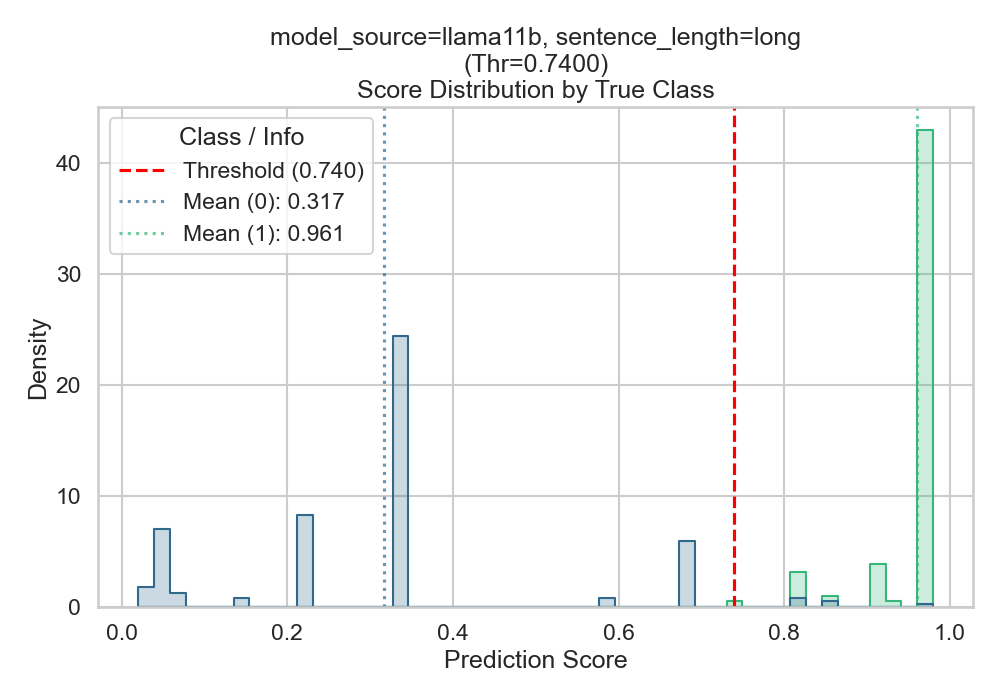 model_source=llama11b, sentence_length=long
(Thr=0.7400)
Score Distribution by True Class
Class / Info
Threshold (0.740)
Mean (0): 0.317
Mean (1): 0.961
Density
40
30
20
10
0
0.0 0.2 0.4 0.6 0.8 1.0
Prediction Score